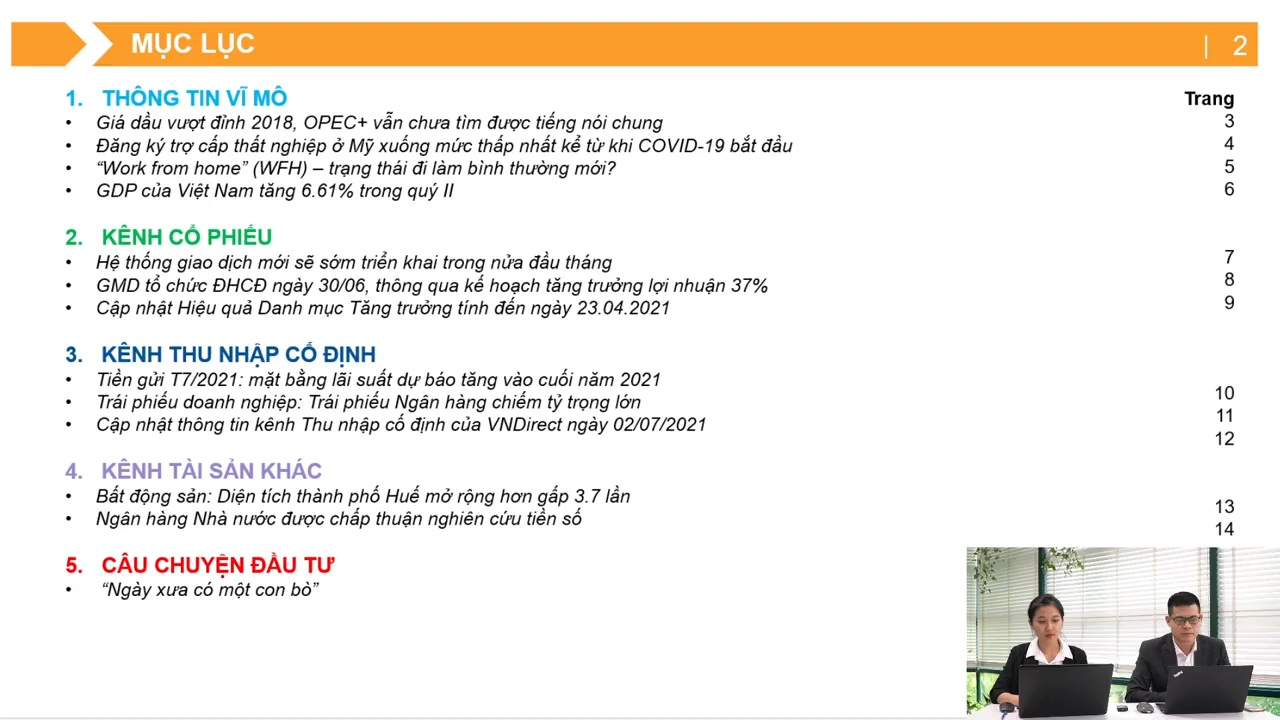 MỤC LỤC | 2
1. THÔNG TIN VĨ MÔ Trang
• Giá dầu vượt đỉnh 2018, OPEC+ vẫn chưa tìm được tiếng nói chung 3
• Đăng ký trợ cấp thất nghiệp ở Mỹ xuống mức thấp nhất kể từ khi COVID-19 bắt đầu 4
• “Work from home” (WFH) – trạng thái đi làm bình thường mới? 5
• GDP của Việt Nam tăng 6.61% trong quý II 6
2. KÊNH CỔ PHIẾU
• Hệ thống giao dịch mới sẽ sớm triển khai trong nửa đầu tháng 7
• GMD tổ chức ĐHCĐ ngày 30/06, thông qua kế hoạch tăng trưởng lợi nhuận 37% 8
• Cập nhật Hiệu quả Danh mục Tăng trưởng tính đến ngày 23.04.2021 9
3. KÊNH THU NHẬP CỐ ĐỊNH
• Tiền gửi T7/2021: mặt bằng lãi suất dự báo tăng vào cuối năm 2021 10
• Trái phiếu doanh nghiệp: Trái phiếu Ngân hàng chiếm tỷ trọng lớn 11
• Cập nhật thông tin kênh Thu nhập cố định của VNDirect ngày 02/07/2021 12
4. KÊNH TÀI SẢN KHÁC
• Bất động sản: Diện tích thành phố Huế mở rộng hơn gấp 3.7 lần 13
• Ngân hàng Nhà nước được chấp thuận nghiên cứu tiền số 14
5. CÂU CHUYỆN ĐẦU TƯ
• “Ngày xưa có một con bò”